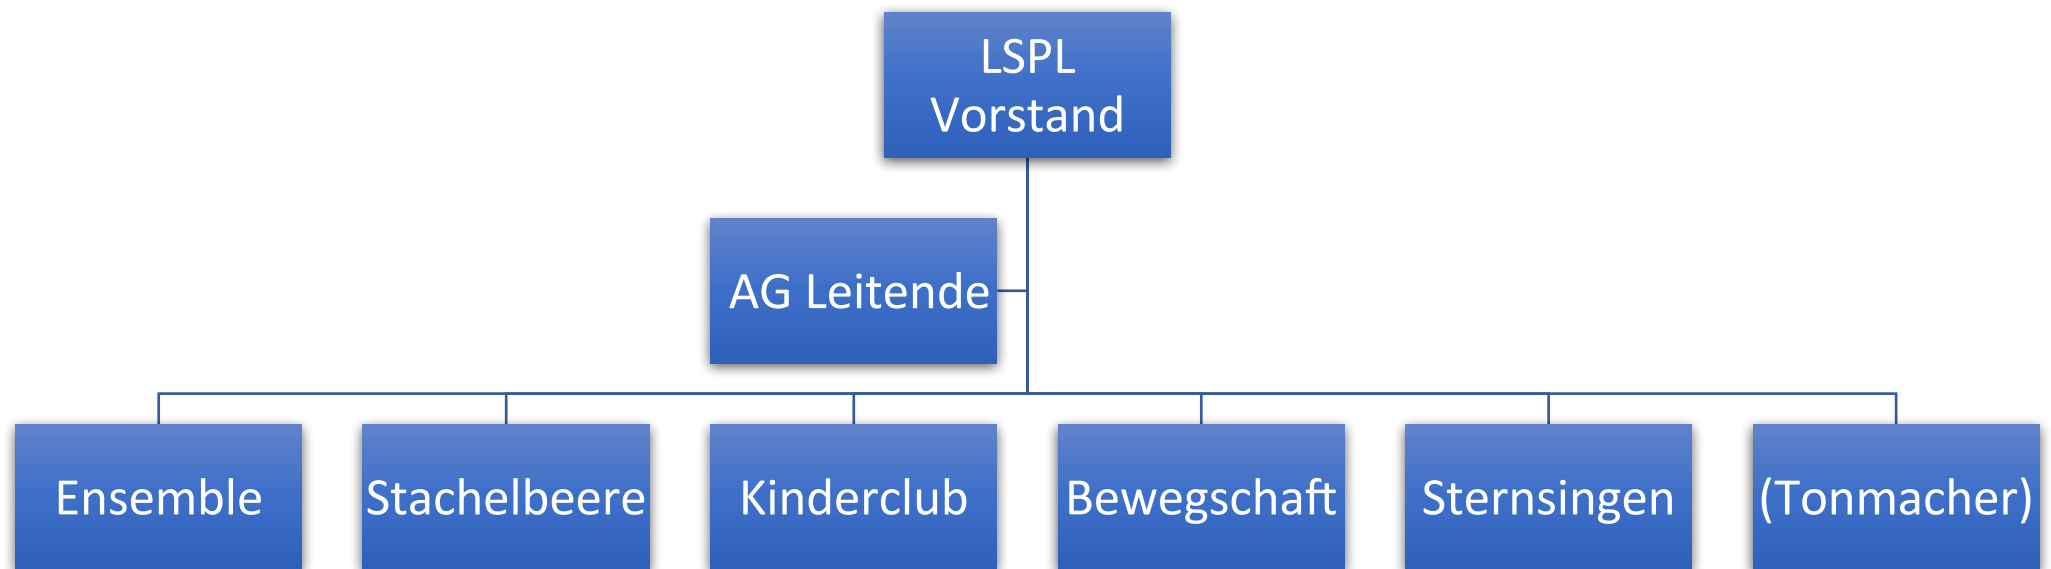 LSPL
Vorstand
AG Leitende
Ensemble
Stachelbeere
Kinderclub
Bewegschaft
Sternsingen
(Tonmacher)